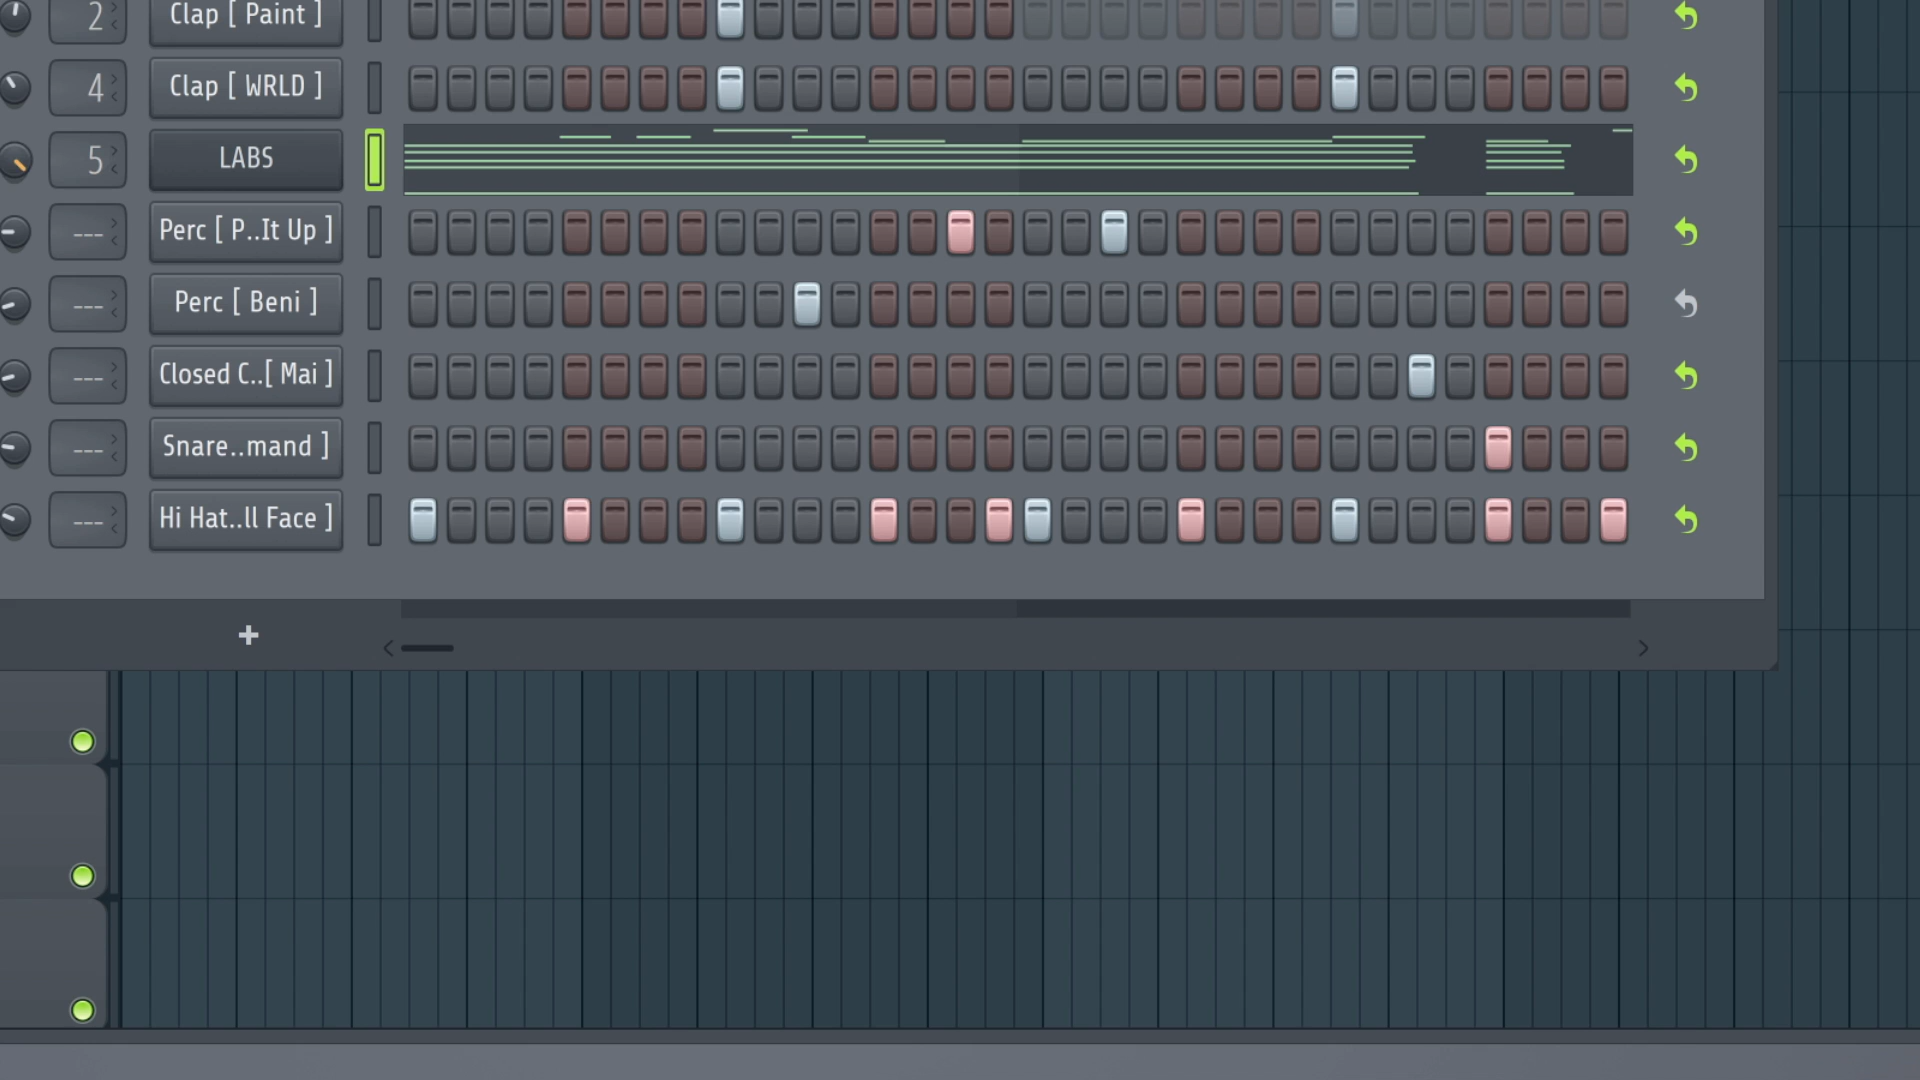 2 Clap [ Paint ]
4 Clap [ WRLD ]
5 LABS
--- Perc [ P..It Up ]
--- Perc [ Beni ]
--- Closed C..[ Mai ]
--- Snare..mand ]
--- Hi Hat..ll Face ]